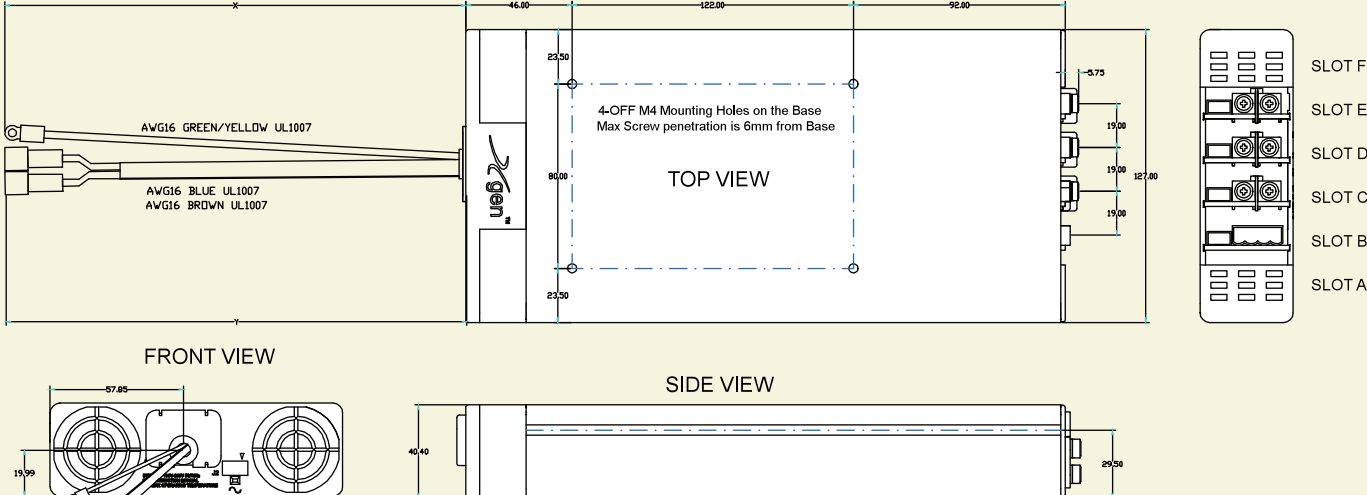 X
46.00
122.00
92.00
23.50
5.75
4-OFF M4 Mounting Holes on the Base
Max Screw penetration is 6mm from Base
AWG16 GREEN/YELLOW UL1007
AWG16 BLUE UL1007
AWG16 BROWN UL1007
Xgen™
80.00
TOP VIEW
19.00
19.00
19.00
127.00
23.50
Y
SLOT F
SLOT E
SLOT D
SLOT C
SLOT B
SLOT A
FRONT VIEW
57.85
19.99
J2
SIDE VIEW
40.40
29.50